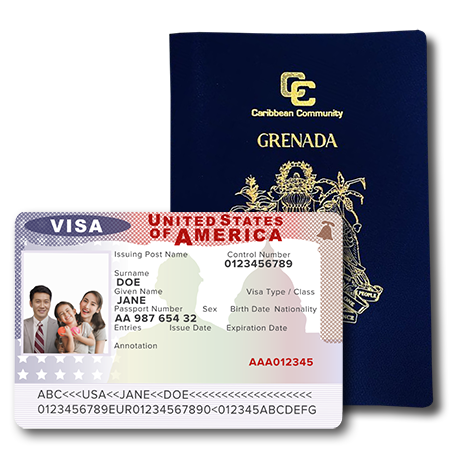 CC
Caribbean Community
GRENADA
VISA
UNITED STATES
OF AMERICA
Issuing Post Name
Control Number
0123456789
Surname
DOE
Given Name
JANE
Visa Type / Class
Passport Number
Sex
Birth Date
Nationality
AA 987 654 32
Entries
Issue Date
Expiration Date
Annotation
AAA012345
PEOPLE
ABC<<<USA<<JANE<<DOE<<<<<<<<<<<<<<<<<<<<
0123456789EUR01234567890<012345ABCDEFG